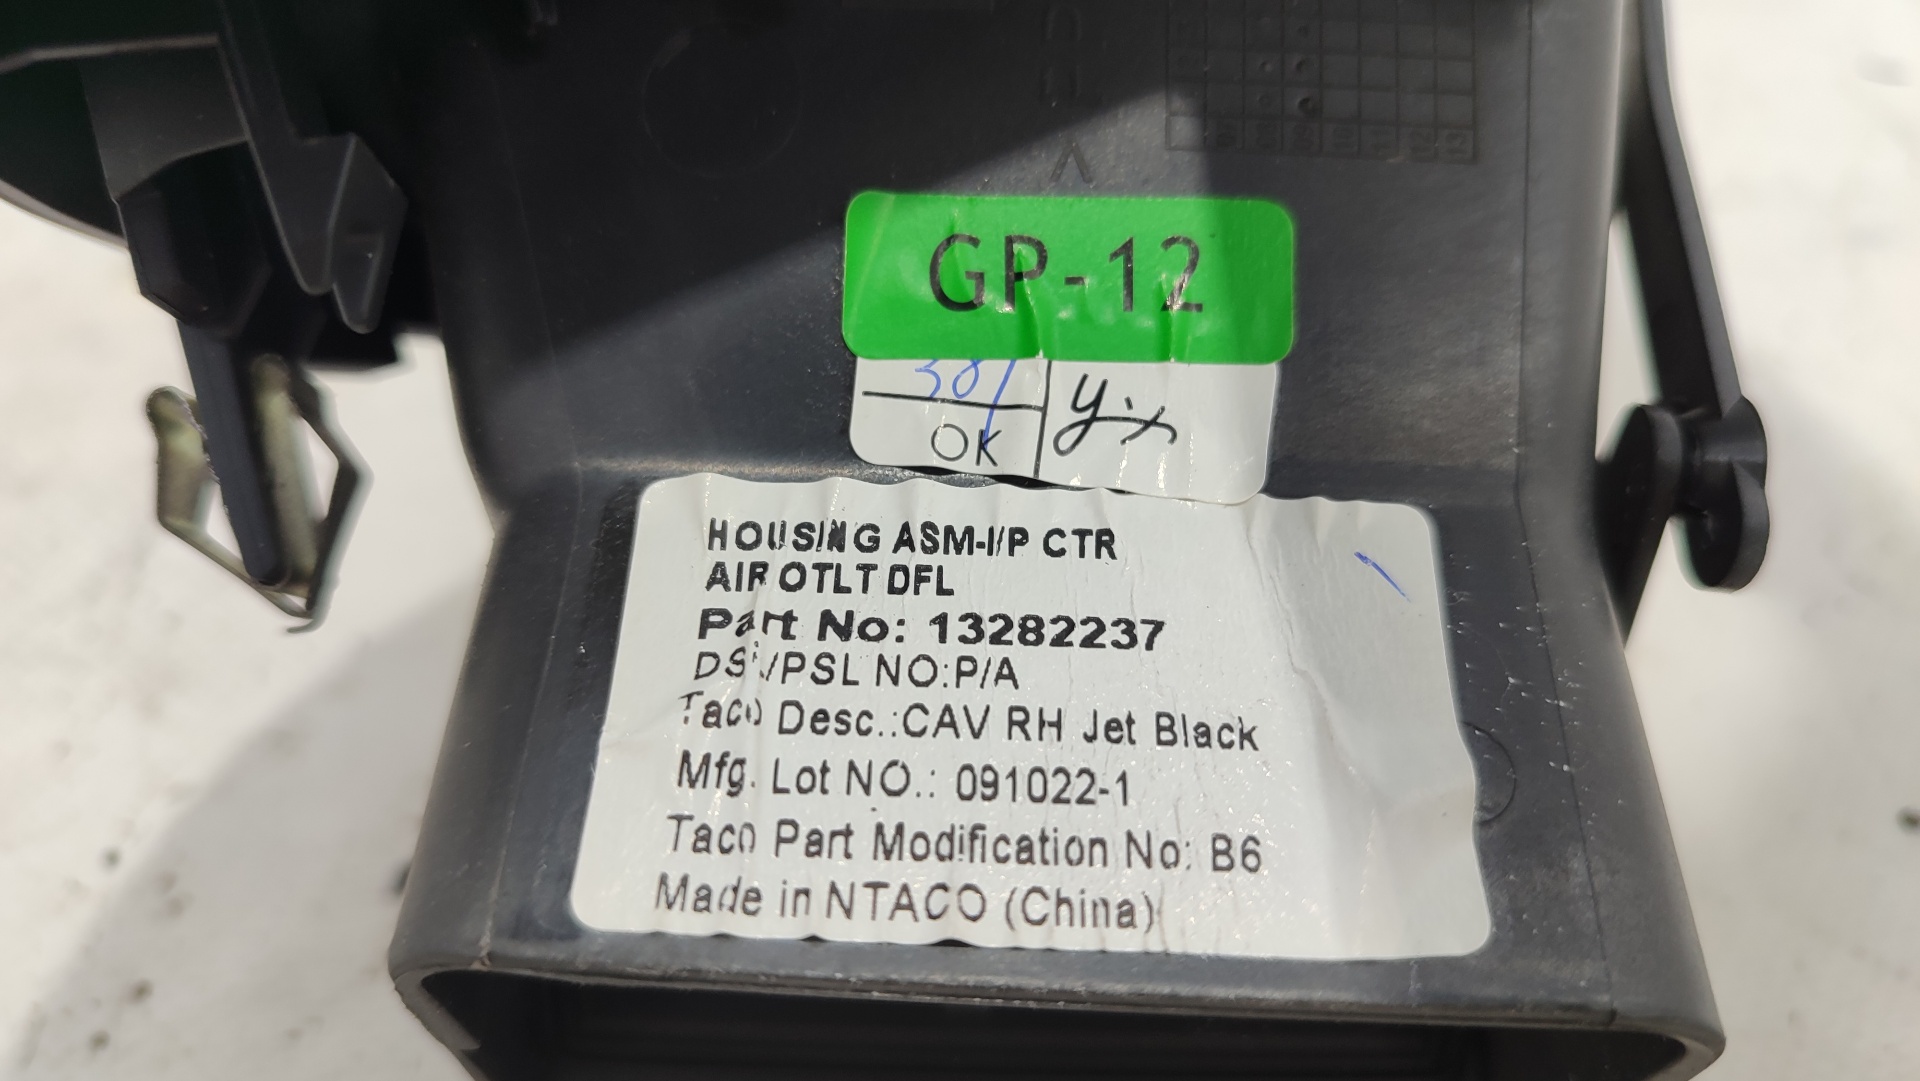 GP-12
OK
HOUSING ASM-I/P CTR
AIR OTLT DFL
Part No: 13282237
/PSL NO:P/A
Taco Desc.:CAV RH Jet Black
Mfg. Lot NO.: 091022-1
Taco Part Modification No: B6
Made in NTACO (China)